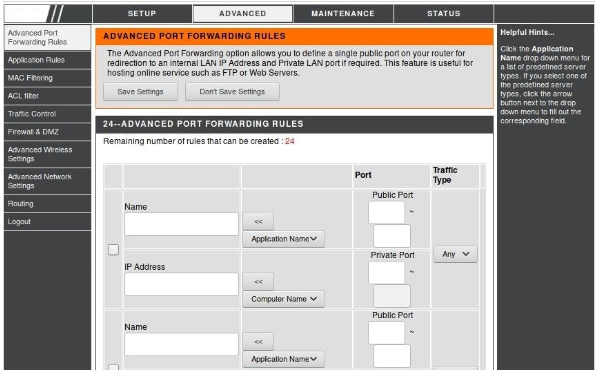 SETUP
ADVANCED
MAINTENANCE
STATUS
Advanced Port
Forwarding Rules
Application Rules
MAC Filtering
ACL filter
Traffic Control
Firewall & DMZ
Advanced Wireless
Settings
Advanced Network
Settings
Routing
Logout
ADVANCED PORT FORWARDING RULES
The Advanced Port Forwarding option allows you to define a single public port on your router for
redirection to an internal LAN IP Address and Private LAN port if required. This feature is useful for
hosting online service such as FTP or Web Servers.
Save Settings
Don't Save Settings
24--ADVANCED PORT FORWARDING RULES
Remaining number of rules that can be created : 24
Port
Traffic
Type
Name
<<
Application Name
Public Port
~
Any
IP Address
<<
Computer Name
Private Port
~
Name
<<
Application Name
Public Port
~
Helpful Hints...
Click the Application
Name drop down menu for
a list of predefined server
types. If you select one of
the predefined server
types, click the arrow
button next to the drop
down menu to fill out the
corresponding field.